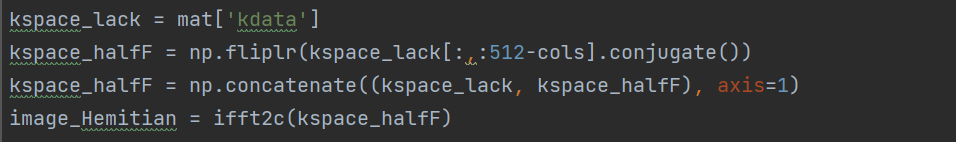 kspace_lack = mat['kdata']
kspace_halfF = np.fliplr(kspace_lack[:,:512-cols].conjugate())
kspace_halfF = np.concatenate((kspace_lack, kspace_halfF), axis=1)
image_Hemitian = ifft2c(kspace_halfF)